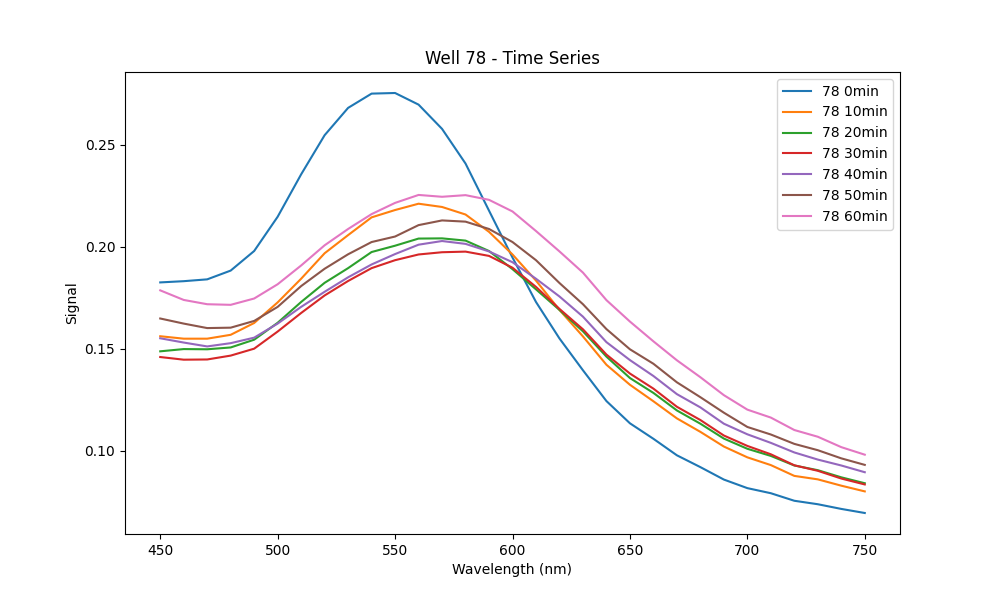 Well 78 - Time Series
78 0min
78 10min
78 20min
78 30min
78 40min
78 50min
78 60min
0.25
0.20
0.15
0.10
Signal
450 500 550 600 650 700 750
Wavelength (nm)